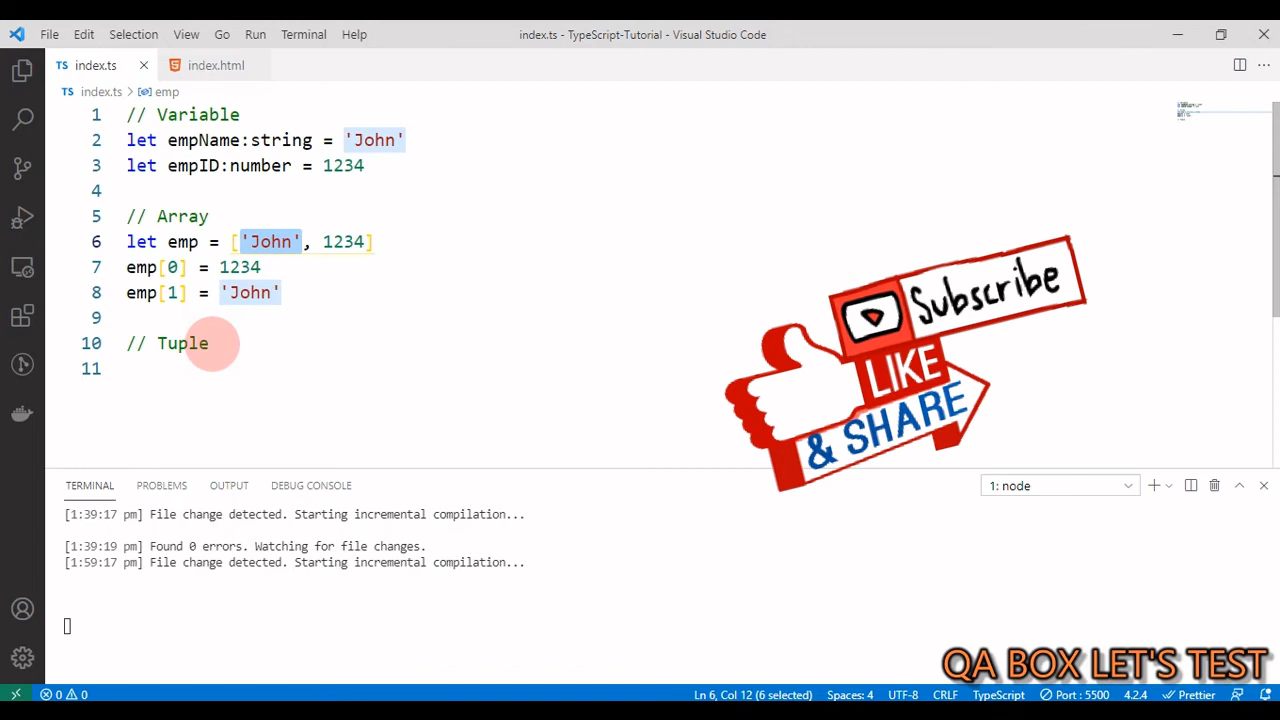 File Edit Selection View Go Run Terminal Help
index.ts - TypeScript-Tutorial - Visual Studio Code
TS index.ts
index.html
TS index.ts > emp
1 // Variable
2 let empName:string = 'John'
3 let empID:number = 1234
4
5 // Array
6 let emp = ['John', 1234]
7 emp[0] = 1234
8 emp[1] = 'John'
9
10 // Tuple
11
Subscribe
LIKE
& SHARE
TERMINAL PROBLEMS OUTPUT DEBUG CONSOLE
1: node
[1:39:17 pm] File change detected. Starting incremental compilation...
[1:39:19 pm] Found 0 errors. Watching for file changes.
[1:59:17 pm] File change detected. Starting incremental compilation...
QA BOX LET'S TEST
0 0
Ln 6, Col 12 (6 selected) Spaces: 4 UTF-8 CRLF TypeScript Port : 5500 4.2.4 Prettier